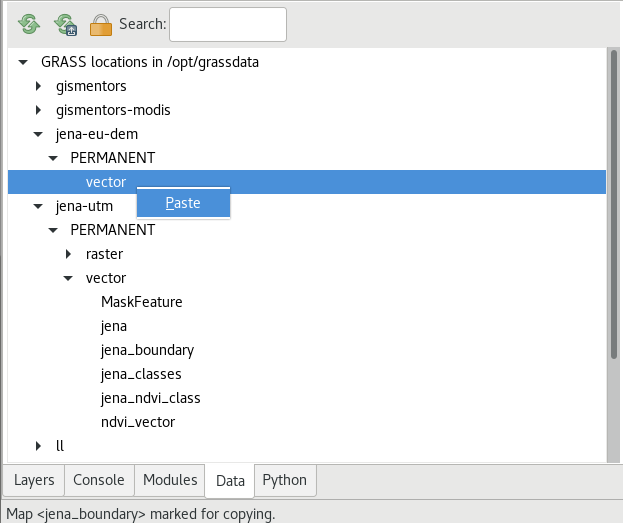 Search:
GRASS locations in /opt/grassdata
gismentors
gismentors-modis
jena-eu-dem
PERMANENT
vector
Paste
jena-utm
PERMANENT
raster
vector
MaskFeature
jena
jena_boundary
jena_classes
jena_ndvi_class
ndvi_vector
ll
Layers Console Modules Data Python
Map <jena_boundary> marked for copying.